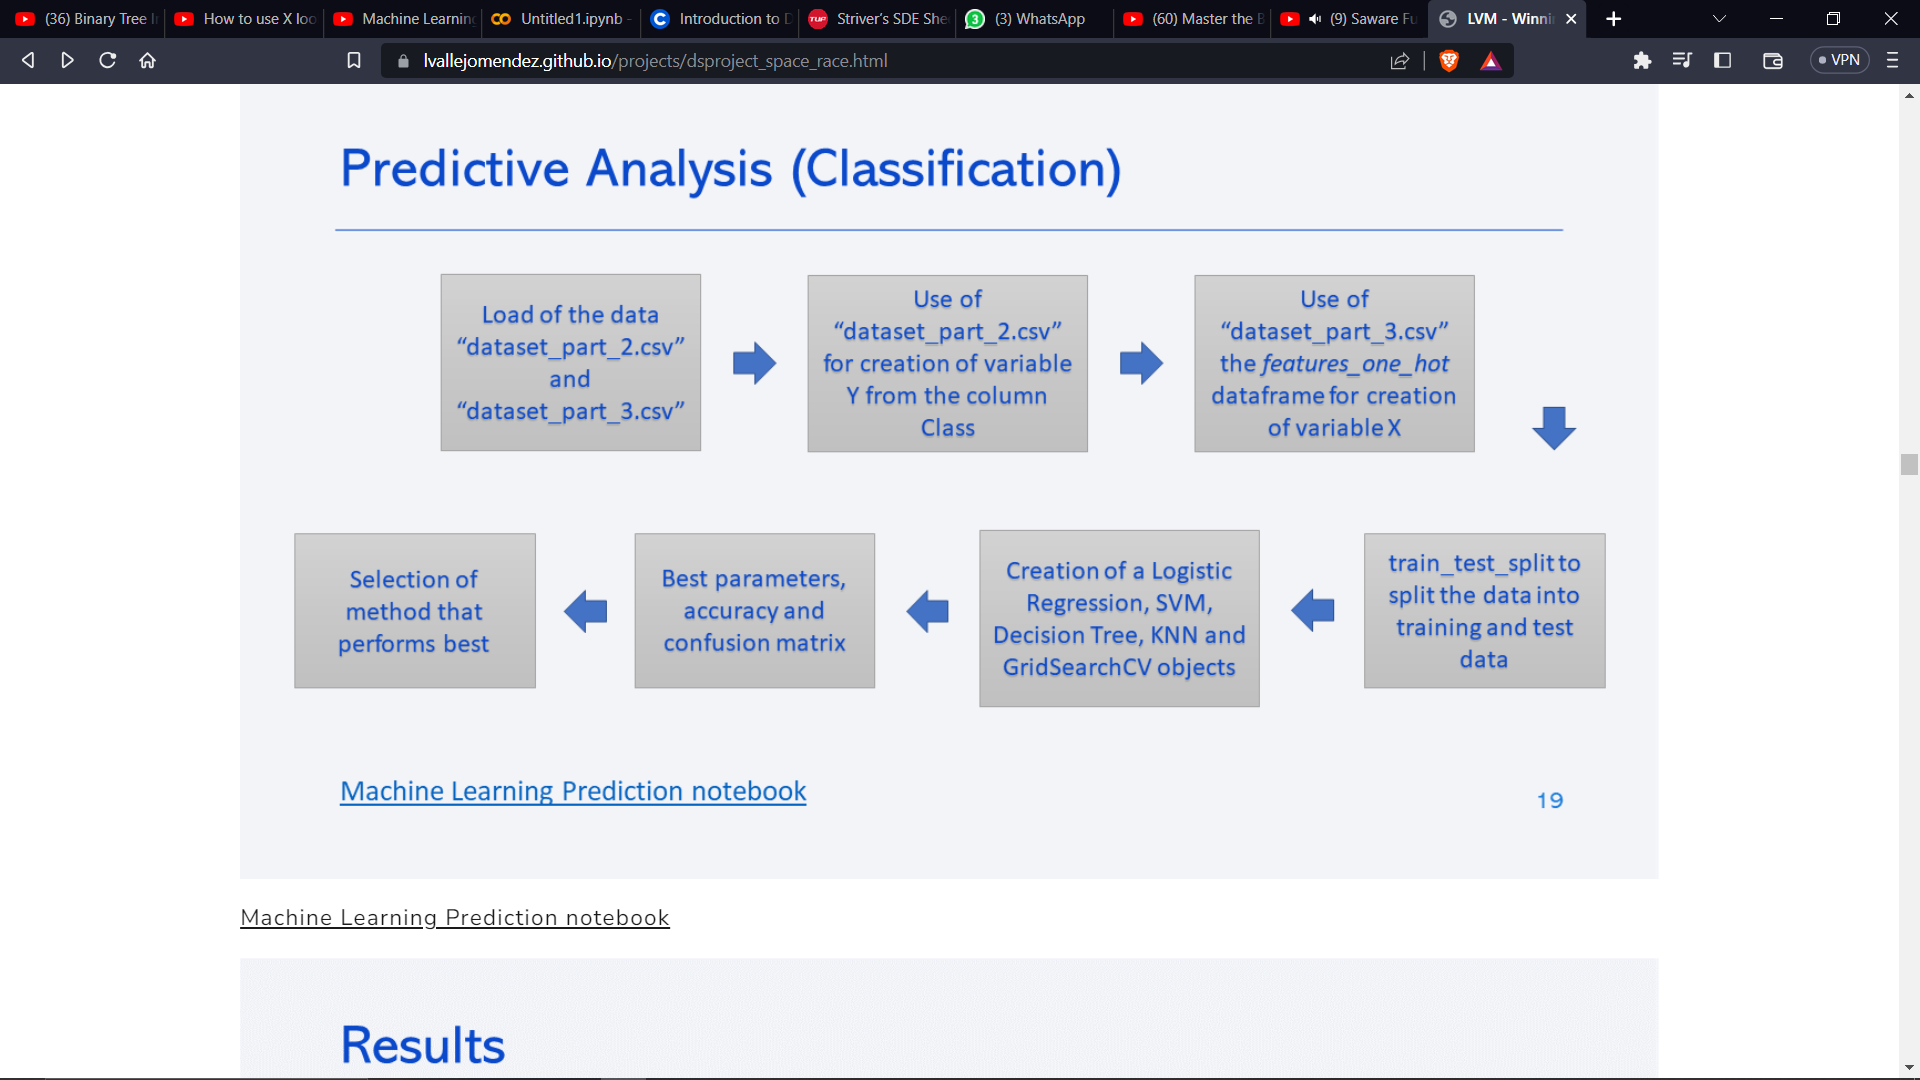 (36) Binary Tree I
How to use X loo
Machine Learning
Untitled1.ipynb -
Introduction to D
Striver's SDE She
(3) WhatsApp
(60) Master the B
(9) Saware Fu
LVM - Winni
lvallejomendez.github.io/projects/dsproject_space_race.html
VPN
Predictive Analysis (Classification)
Load of the data
“dataset_part_2.csv”
and
“dataset_part_3.csv”
Use of
“dataset_part_2.csv”
for creation of variable
Y from the column
Class
Use of
“dataset_part_3.csv”
the features_one_hot
dataframe for creation
of variable X
Selection of
method that
performs best
Best parameters,
accuracy and
confusion matrix
Creation of a Logistic
Regression, SVM,
Decision Tree, KNN and
GridSearchCV objects
train_test_split to
split the data into
training and test
data
Machine Learning Prediction notebook
19
Machine Learning Prediction notebook
Results